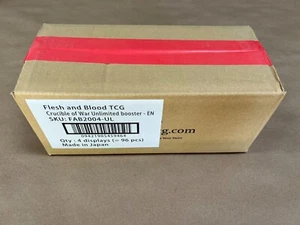 Flesh and Blood TCG
Crucible of War Unlimited booster - EN
SKU: FAB2004-UL
Qty : 4 displays (= 96 pcs)
Made in Japan
g.com